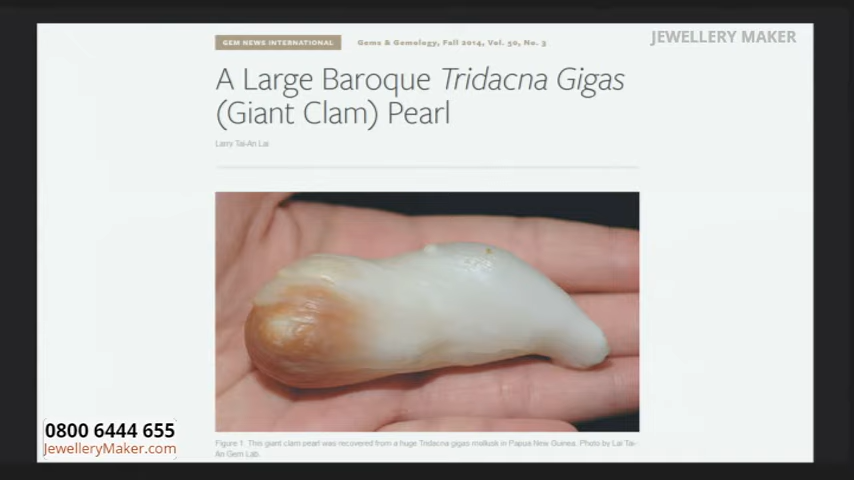 JEWELLERY MAKER
GEM NEWS INTERNATIONAL Gems & Gemology, Fall 2014, Vol. 50, No. 3
A Large Baroque Tridacna Gigas
(Giant Clam) Pearl
Larry Tai-An Lai
Figure 1. This giant clam pearl was recovered from a huge Tridacna gigas mollusk in Papua New Guinea. Photo by Lai Tai-
An Gem Lab.
0800 6444 655
JewelleryMaker.com